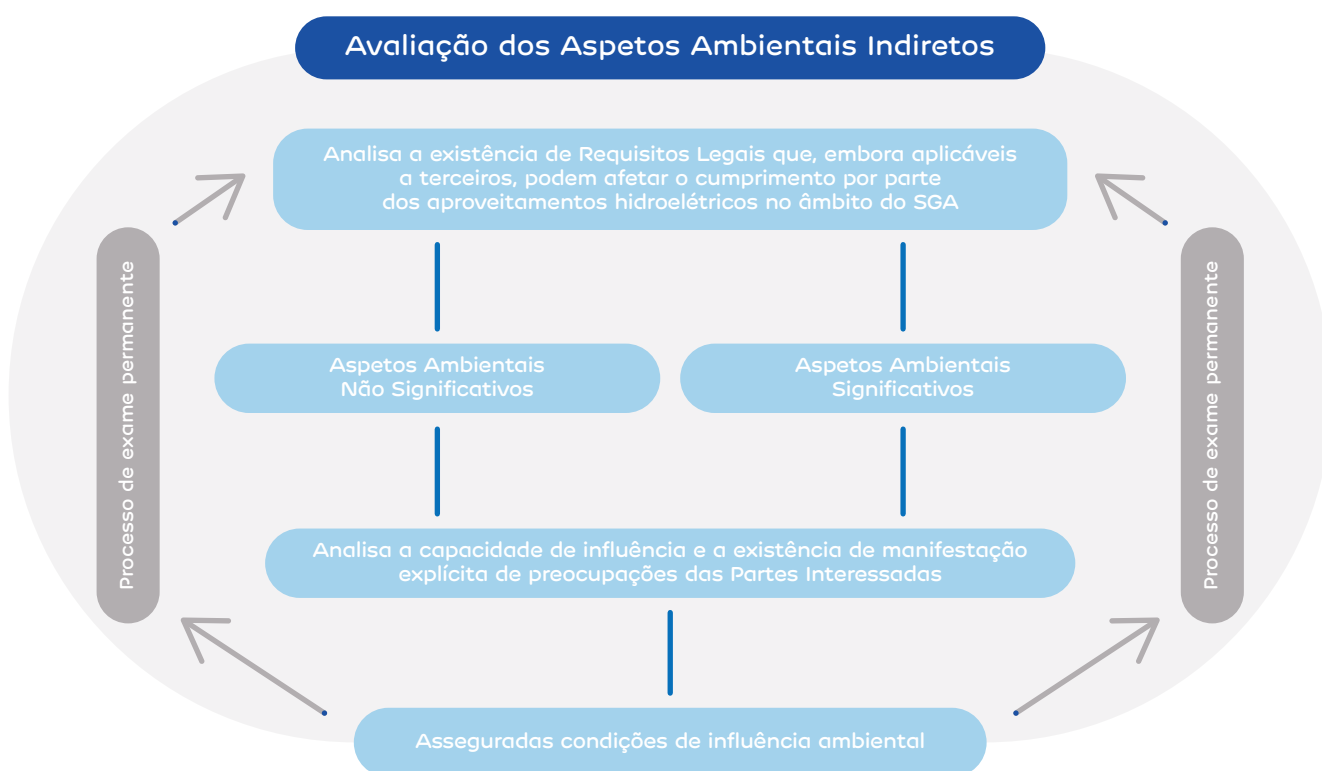 Avaliação dos Aspetos Ambientais Indiretos
Analisa a existência de Requisitos Legais que, embora aplicáveis
a terceiros, podem afetar o cumprimento por parte
dos aproveitamentos hidroelétricos no âmbito do SGA
Processo de exame permanente
Processo de exame permanente
Aspetos Ambientais
Não Significativos
Aspetos Ambientais
Significativos
Analisa a capacidade de influência e a existência de manifestação
explícita de preocupações das Partes Interessadas
Asseguradas condições de influência ambiental